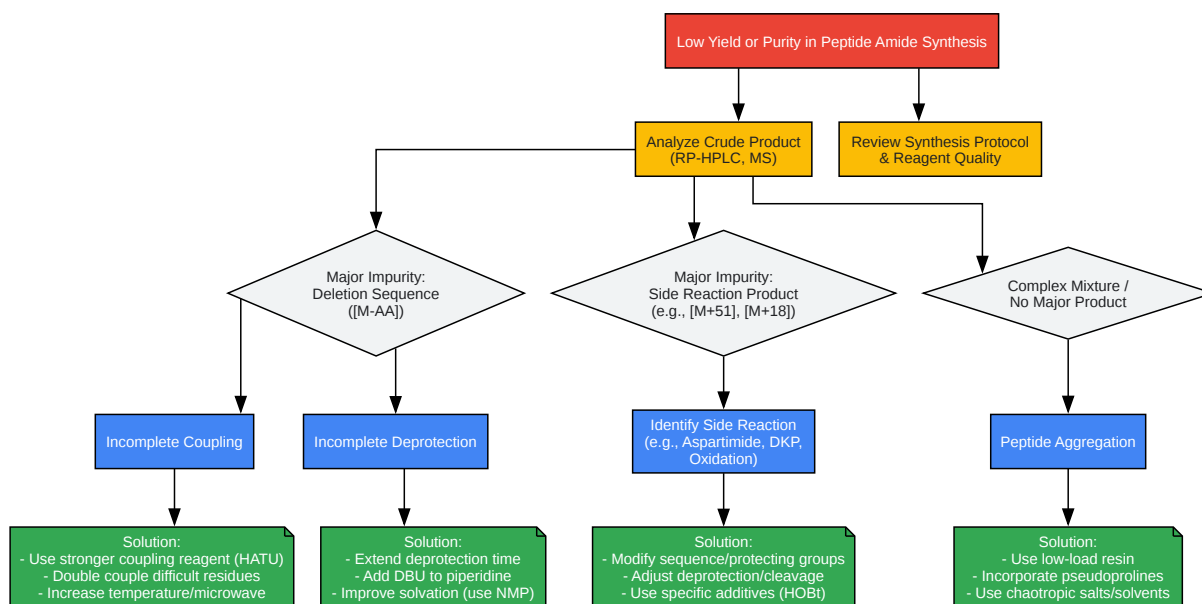 Low Yield or Purity in Peptide Amide Synthesis
Analyze Crude Product
(RP-HPLC, MS)
Review Synthesis Protocol
& Reagent Quality
Major Impurity:
Deletion Sequence
([M-AA])
Major Impurity:
Side Reaction Product
(e.g., [M+51], [M+18])
Complex Mixture /
No Major Product
Incomplete Coupling
Incomplete Deprotection
Identify Side Reaction
(e.g., Aspartimide, DKP,
Oxidation)
Peptide Aggregation
Solution:
- Use stronger coupling reagent (HATU)
- Double couple difficult residues
- Increase temperature/microwave
Solution:
- Extend deprotection time
- Add DBU to piperidine
- Improve solvation (use NMP)
Solution:
- Modify sequence/protecting groups
- Adjust deprotection/cleavage
- Use specific additives (HOBt)
Solution:
- Use low-load resin
- Incorporate pseudoprolines
- Use chaotropic salts/solvents